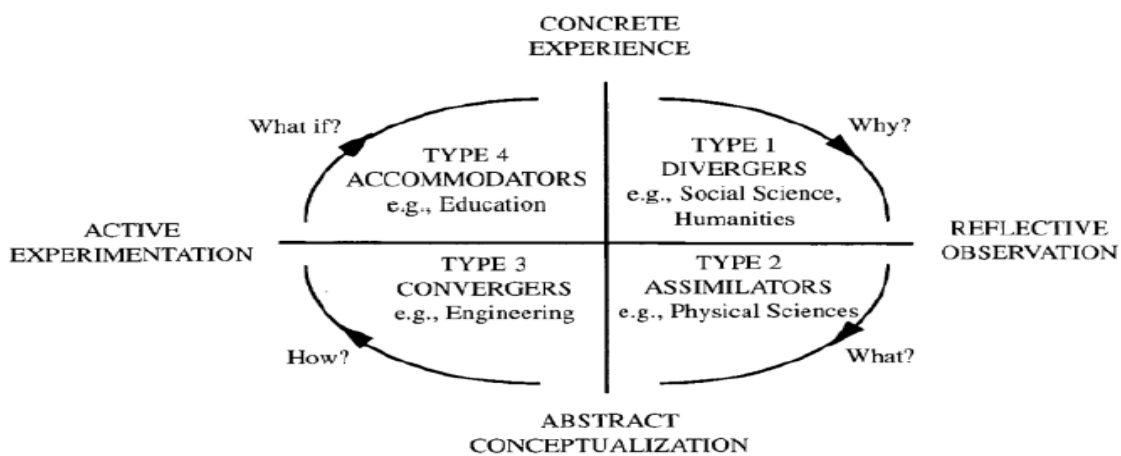 CONCRETE
EXPERIENCE
What if?
Why?
TYPE 4
ACCOMMODATORS
e.g., Education
TYPE 1
DIVERGERS
e.g., Social Science,
Humanities
ACTIVE
EXPERIMENTATION
REFLECTIVE
OBSERVATION
TYPE 3
CONVERGERS
e.g., Engineering
TYPE 2
ASSIMILATORS
e.g., Physical Sciences
How?
What?
ABSTRACT
CONCEPTUALIZATION